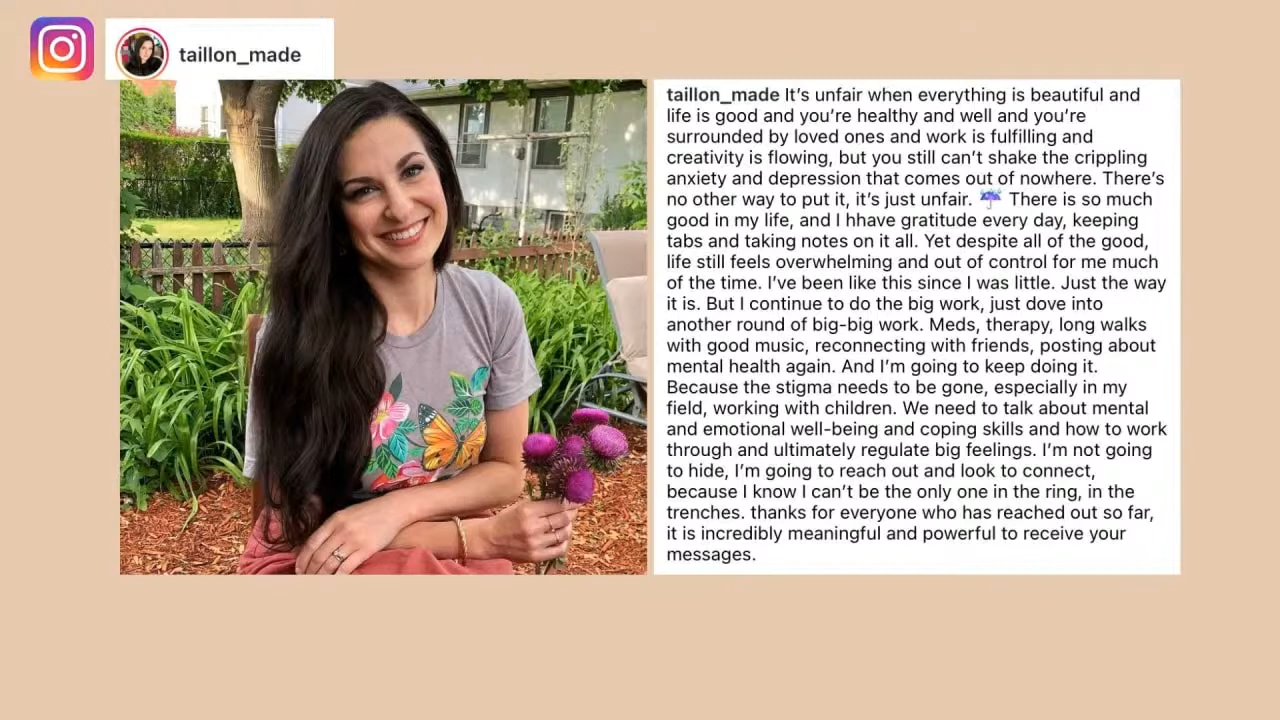 taillon_made
taillon_made It’s unfair when everything is beautiful and
life is good and you’re healthy and well and you’re
surrounded by loved ones and work is fulfilling and
creativity is flowing, but you still can’t shake the crippling
anxiety and depression that comes out of nowhere. There’s
no other way to put it, it’s just unfair. ☔ There is so much
good in my life, and I hhave gratitude every day, keeping
tabs and taking notes on it all. Yet despite all of the good,
life still feels overwhelming and out of control for me much
of the time. I’ve been like this since I was little. Just the way
it is. But I continue to do the big work, just dove into
another round of big-big work. Meds, therapy, long walks
with good music, reconnecting with friends, posting about
mental health again. And I’m going to keep doing it.
Because the stigma needs to be gone, especially in my
field, working with children. We need to talk about mental
and emotional well-being and coping skills and how to work
through and ultimately regulate big feelings. I’m not going
to hide, I’m going to reach out and look to connect,
because I know I can’t be the only one in the ring, in the
trenches. thanks for everyone who has reached out so far,
it is incredibly meaningful and powerful to receive your
messages.